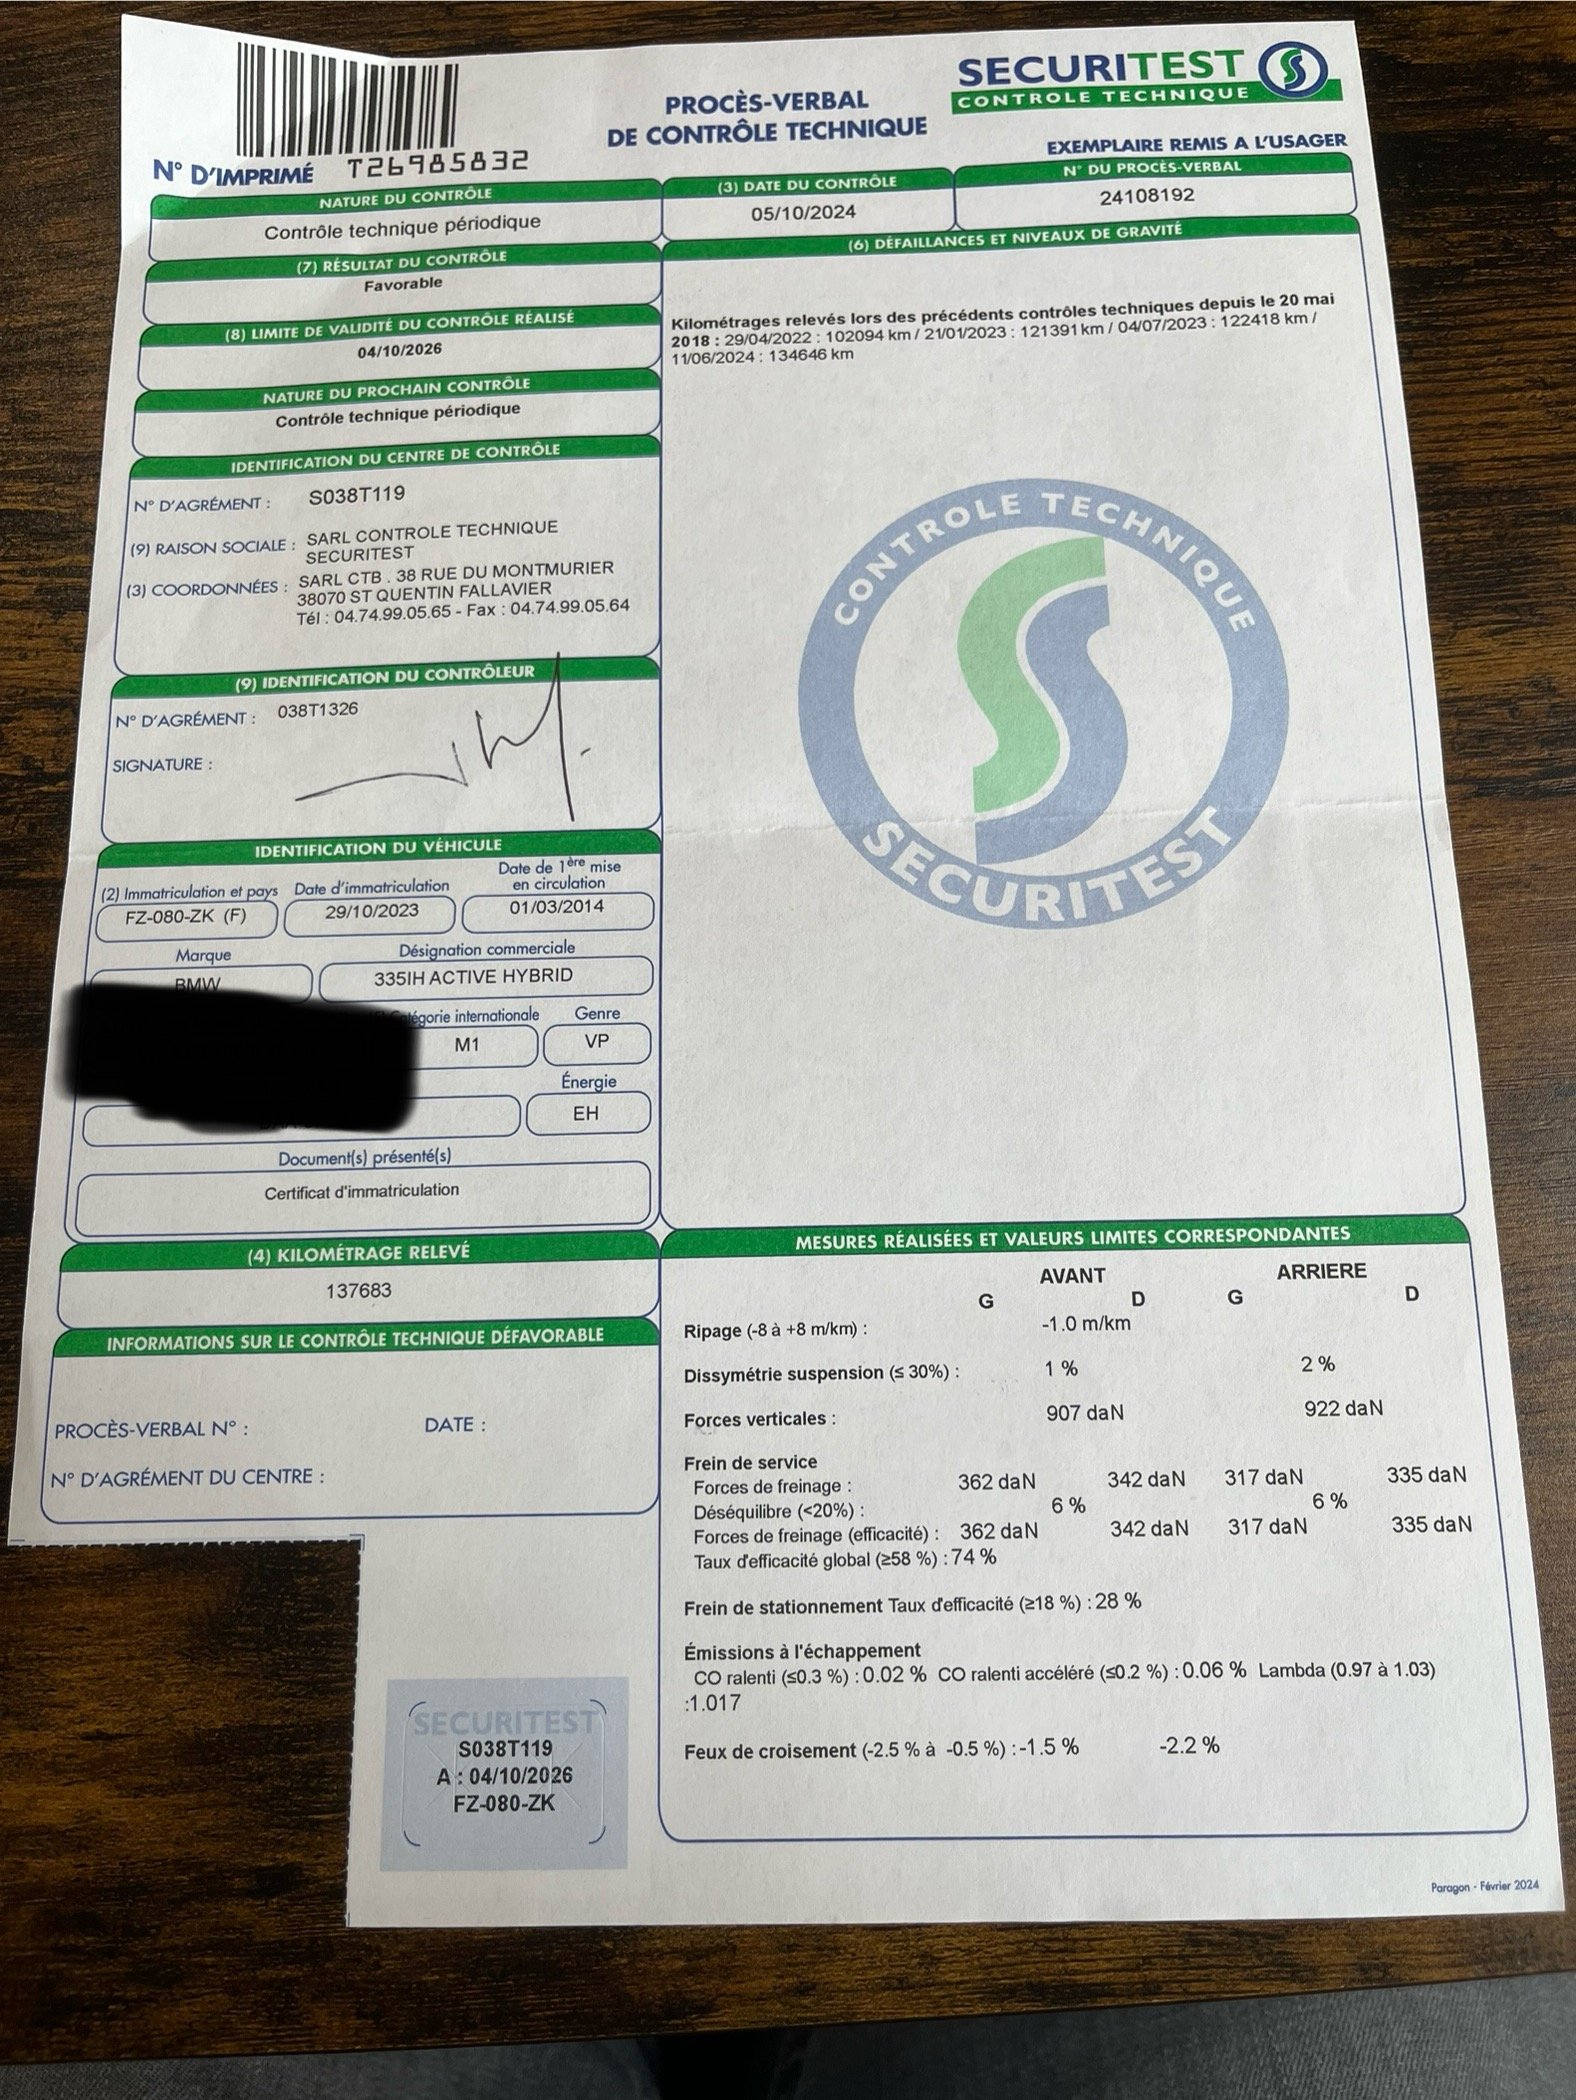 SECURITEST
CONTROLE TECHNIQUE
PROCÈS-VERBAL
DE CONTRÔLE TECHNIQUE
N° D'IMPRIMÉ T26985832
EXEMPLAIRE REMIS A L'USAGER
NATURE DU CONTRÔLE
Contrôle technique périodique
(3) DATE DU CONTRÔLE
05/10/2024
N° DU PROCÈS-VERBAL
24108192
(7) RÉSULTAT DU CONTRÔLE
Favorable
(8) LIMITE DE VALIDITÉ DU CONTRÔLE RÉALISÉ
04/10/2026
NATURE DU PROCHAIN CONTRÔLE
Contrôle technique périodique
IDENTIFICATION DU CENTRE DE CONTRÔLE
N° D'AGRÉMENT : S038T119
(9) RAISON SOCIALE : SARL CONTROLE TECHNIQUE
SECURITEST
(3) COORDONNÉES : SARL CTB . 38 RUE DU MONTMURIER
38070 ST QUENTIN FALLAVIER
Tél : 04.74.99.05.65 - Fax : 04.74.99.05.64
(9) IDENTIFICATION DU CONTRÔLEUR
N° D'AGRÉMENT : 038T1326
SIGNATURE :
IDENTIFICATION DU VÉHICULE
(2) Immatriculation et pays
FZ-080-ZK (F)
Date d'immatriculation
29/10/2023
Date de 1ère mise
en circulation
01/03/2014
Marque
BMW
Désignation commerciale
335IH ACTIVE HYBRID
internationale
M1
Genre
VP
Énergie
EH
Document(s) présenté(s)
Certificat d'immatriculation
(4) KILOMÉTRAGE RELEVÉ
137683
INFORMATIONS SUR LE CONTRÔLE TECHNIQUE DÉFAVORABLE
PROCÈS-VERBAL N° : DATE :
N° D'AGRÉMENT DU CENTRE :
SECURITEST
S038T119
A : 04/10/2026
FZ-080-ZK
(6) DÉFAILLANCES ET NIVEAUX DE GRAVITÉ
Kilométrages relevés lors des précédents contrôles techniques depuis le 20 mai
2018 : 29/04/2022 : 102094 km / 21/01/2023 : 121391 km / 04/07/2023 : 122418 km /
11/06/2024 : 134646 km
CONTROLE TECHNIQUE
SECURITEST
MESURES RÉALISÉES ET VALEURS LIMITES CORRESPONDANTES
AVANT ARRIERE
G D G D
Ripage (-8 à +8 m/km) : -1.0 m/km
Dissymétrie suspension (≤ 30%) : 1 % 2 %
Forces verticales : 907 daN 922 daN
Frein de service
Forces de freinage : 362 daN 342 daN 317 daN 335 daN
Déséquilibre (<20%) : 6 % 6 %
Forces de freinage (efficacité) : 362 daN 342 daN 317 daN 335 daN
Taux d'efficacité global (≥58 %) : 74 %
Frein de stationnement Taux d'efficacité (≥18 %) : 28 %
Émissions à l'échappement
CO ralenti (≤0.3 %) : 0.02 % CO ralenti accéléré (≤0.2 %) : 0.06 % Lambda (0.97 à 1.03)
:1.017
Feux de croisement (-2.5 % à -0.5 %) : -1.5 % -2.2 %
Paragon - Février 2024